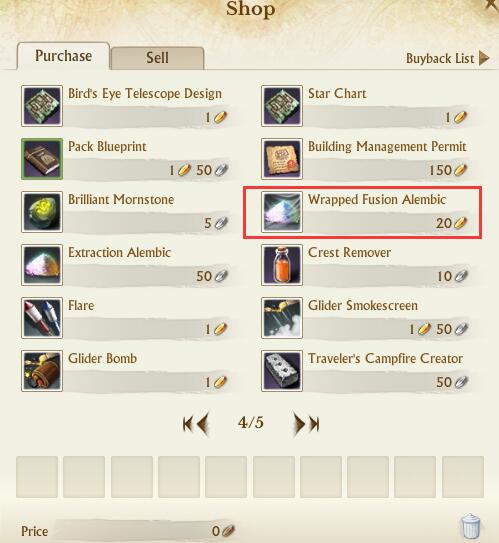 Shop
Purchase
Sell
Buyback List
Bird's Eye Telescope Design
1
Star Chart
1
Pack Blueprint
1 50
Building Management Permit
150
Brilliant Mornstone
5
Wrapped Fusion Alembic
20
Extraction Alembic
50
Crest Remover
10
Flare
1
Glider Smokescreen
1 50
Glider Bomb
1
Traveler's Campfire Creator
50
4/5
Price 0